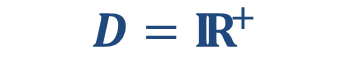 D = ℝ⁺